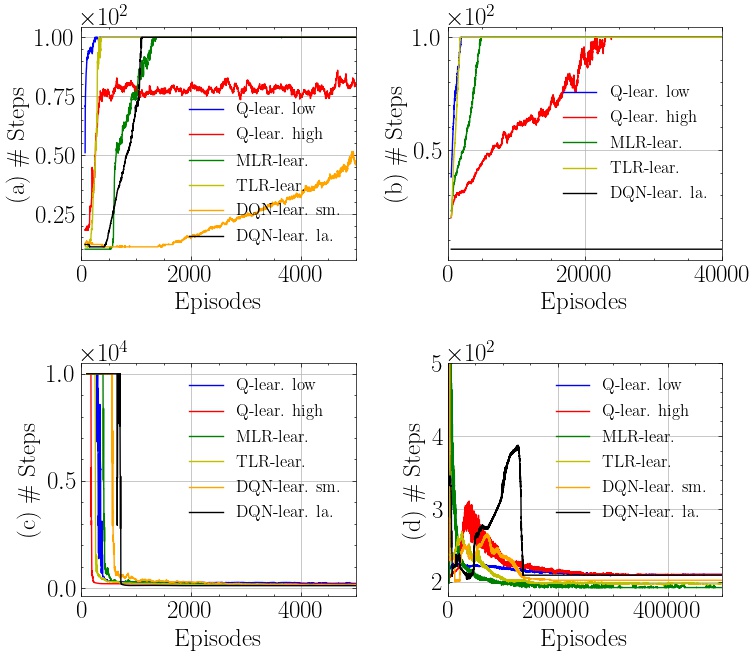 ×10²
1.00
0.75
0.50
0.25
(a) # Steps
0 2000 4000
Episodes
Q-lear. low
Q-lear. high
MLR-lear.
TLR-lear.
DQN-lear. sm.
DQN-lear. la.
×10²
1.0
0.5
(b) # Steps
0 20000 40000
Episodes
Q-lear. low
Q-lear. high
MLR-lear.
TLR-lear.
DQN-lear. la.
×10⁴
1.0
0.5
0.0
(c) # Steps
0 2000 4000
Episodes
Q-lear. low
Q-lear. high
MLR-lear.
TLR-lear.
DQN-lear. sm.
DQN-lear. la.
×10²
5
4
3
2
(d) # Steps
0 200000 400000
Episodes
Q-lear. low
Q-lear. high
MLR-lear.
TLR-lear.
DQN-lear. sm.
DQN-lear. la.